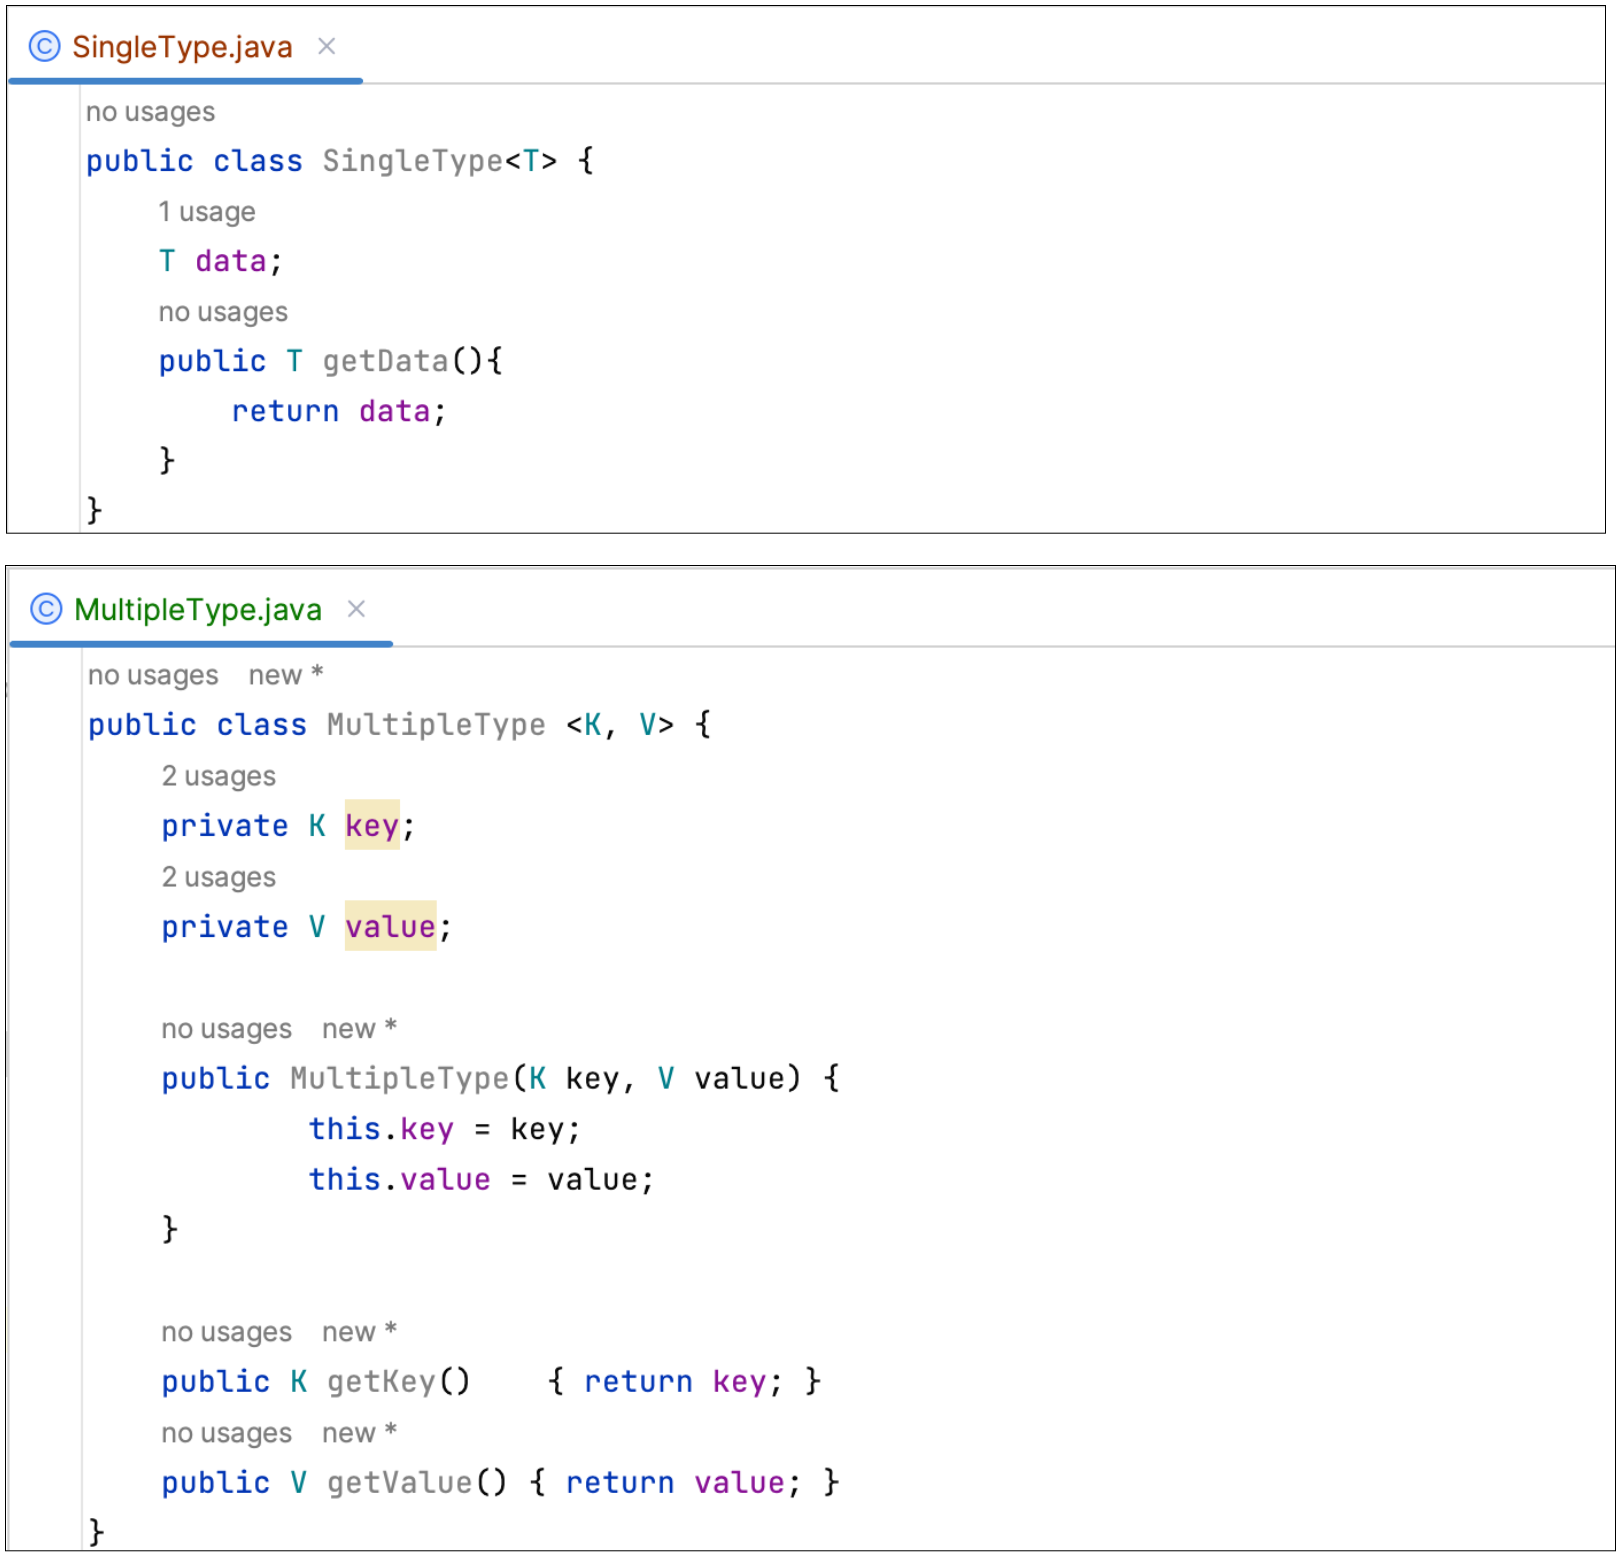 SingleType.java
no usages
public class SingleType<T> {
1 usage
T data;
no usages
public T getData(){
return data;
}
}
MultipleType.java
no usages new *
public class MultipleType <K, V> {
2 usages
private K key;
2 usages
private V value;
no usages new *
public MultipleType(K key, V value) {
this.key = key;
this.value = value;
}
no usages new *
public K getKey() { return key; }
no usages new *
public V getValue() { return value; }
}